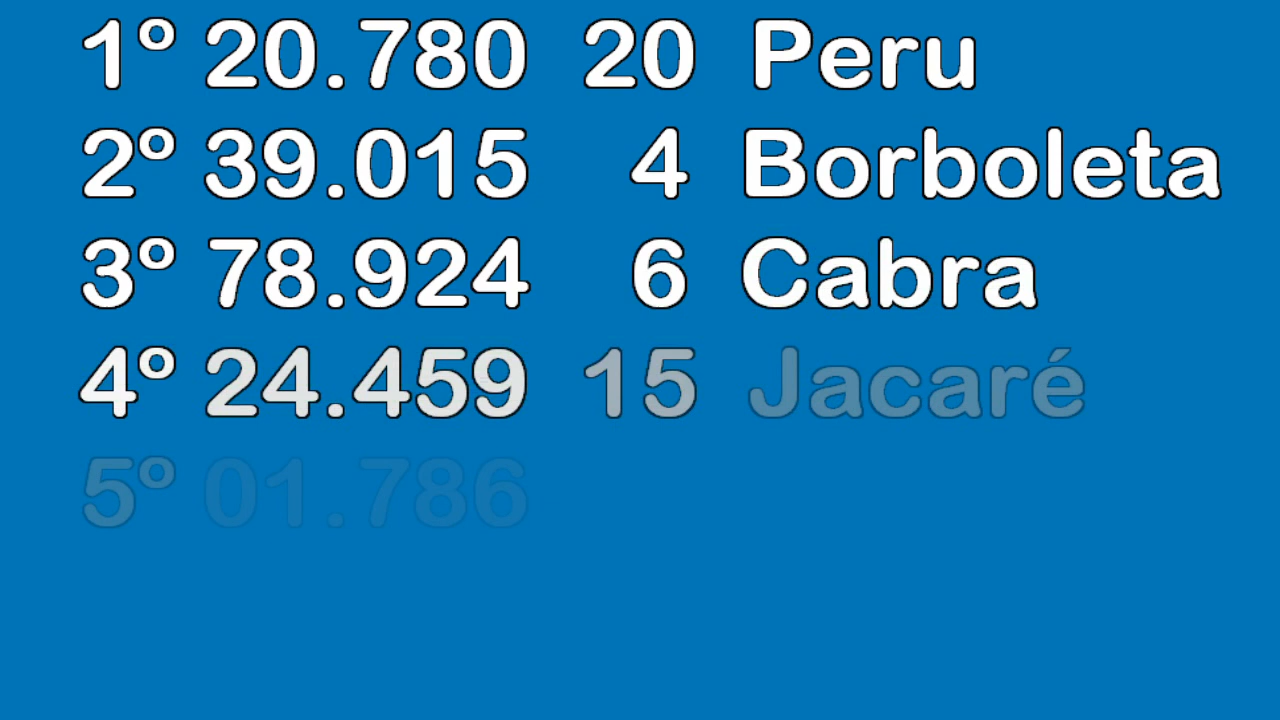 1º 20.780 20 Peru
2º 39.015 4 Borboleta
3º 78.924 6 Cabra
4º 24.459 15 Jacaré
5º 01.786